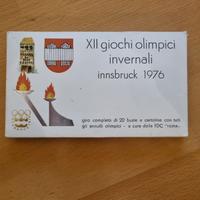 XII giochi olimpici
invernali
innsbruck 1976
giro completo di 20 buste e cartoline con tutti
gli annulli olimpici - a cura della FDC "roma"